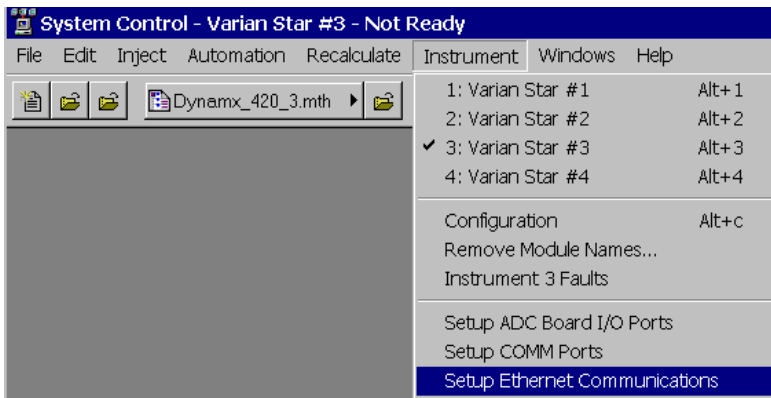 System Control - Varian Star #3 - Not Ready
File Edit Inject Automation Recalculate Instrument Windows Help
Dynamx_420_3.mth
1: Varian Star #1 Alt+1
2: Varian Star #2 Alt+2
3: Varian Star #3 Alt+3
4: Varian Star #4 Alt+4
Configuration Alt+c
Remove Module Names...
Instrument 3 Faults
Setup ADC Board I/O Ports
Setup COMM Ports
Setup Ethernet Communications